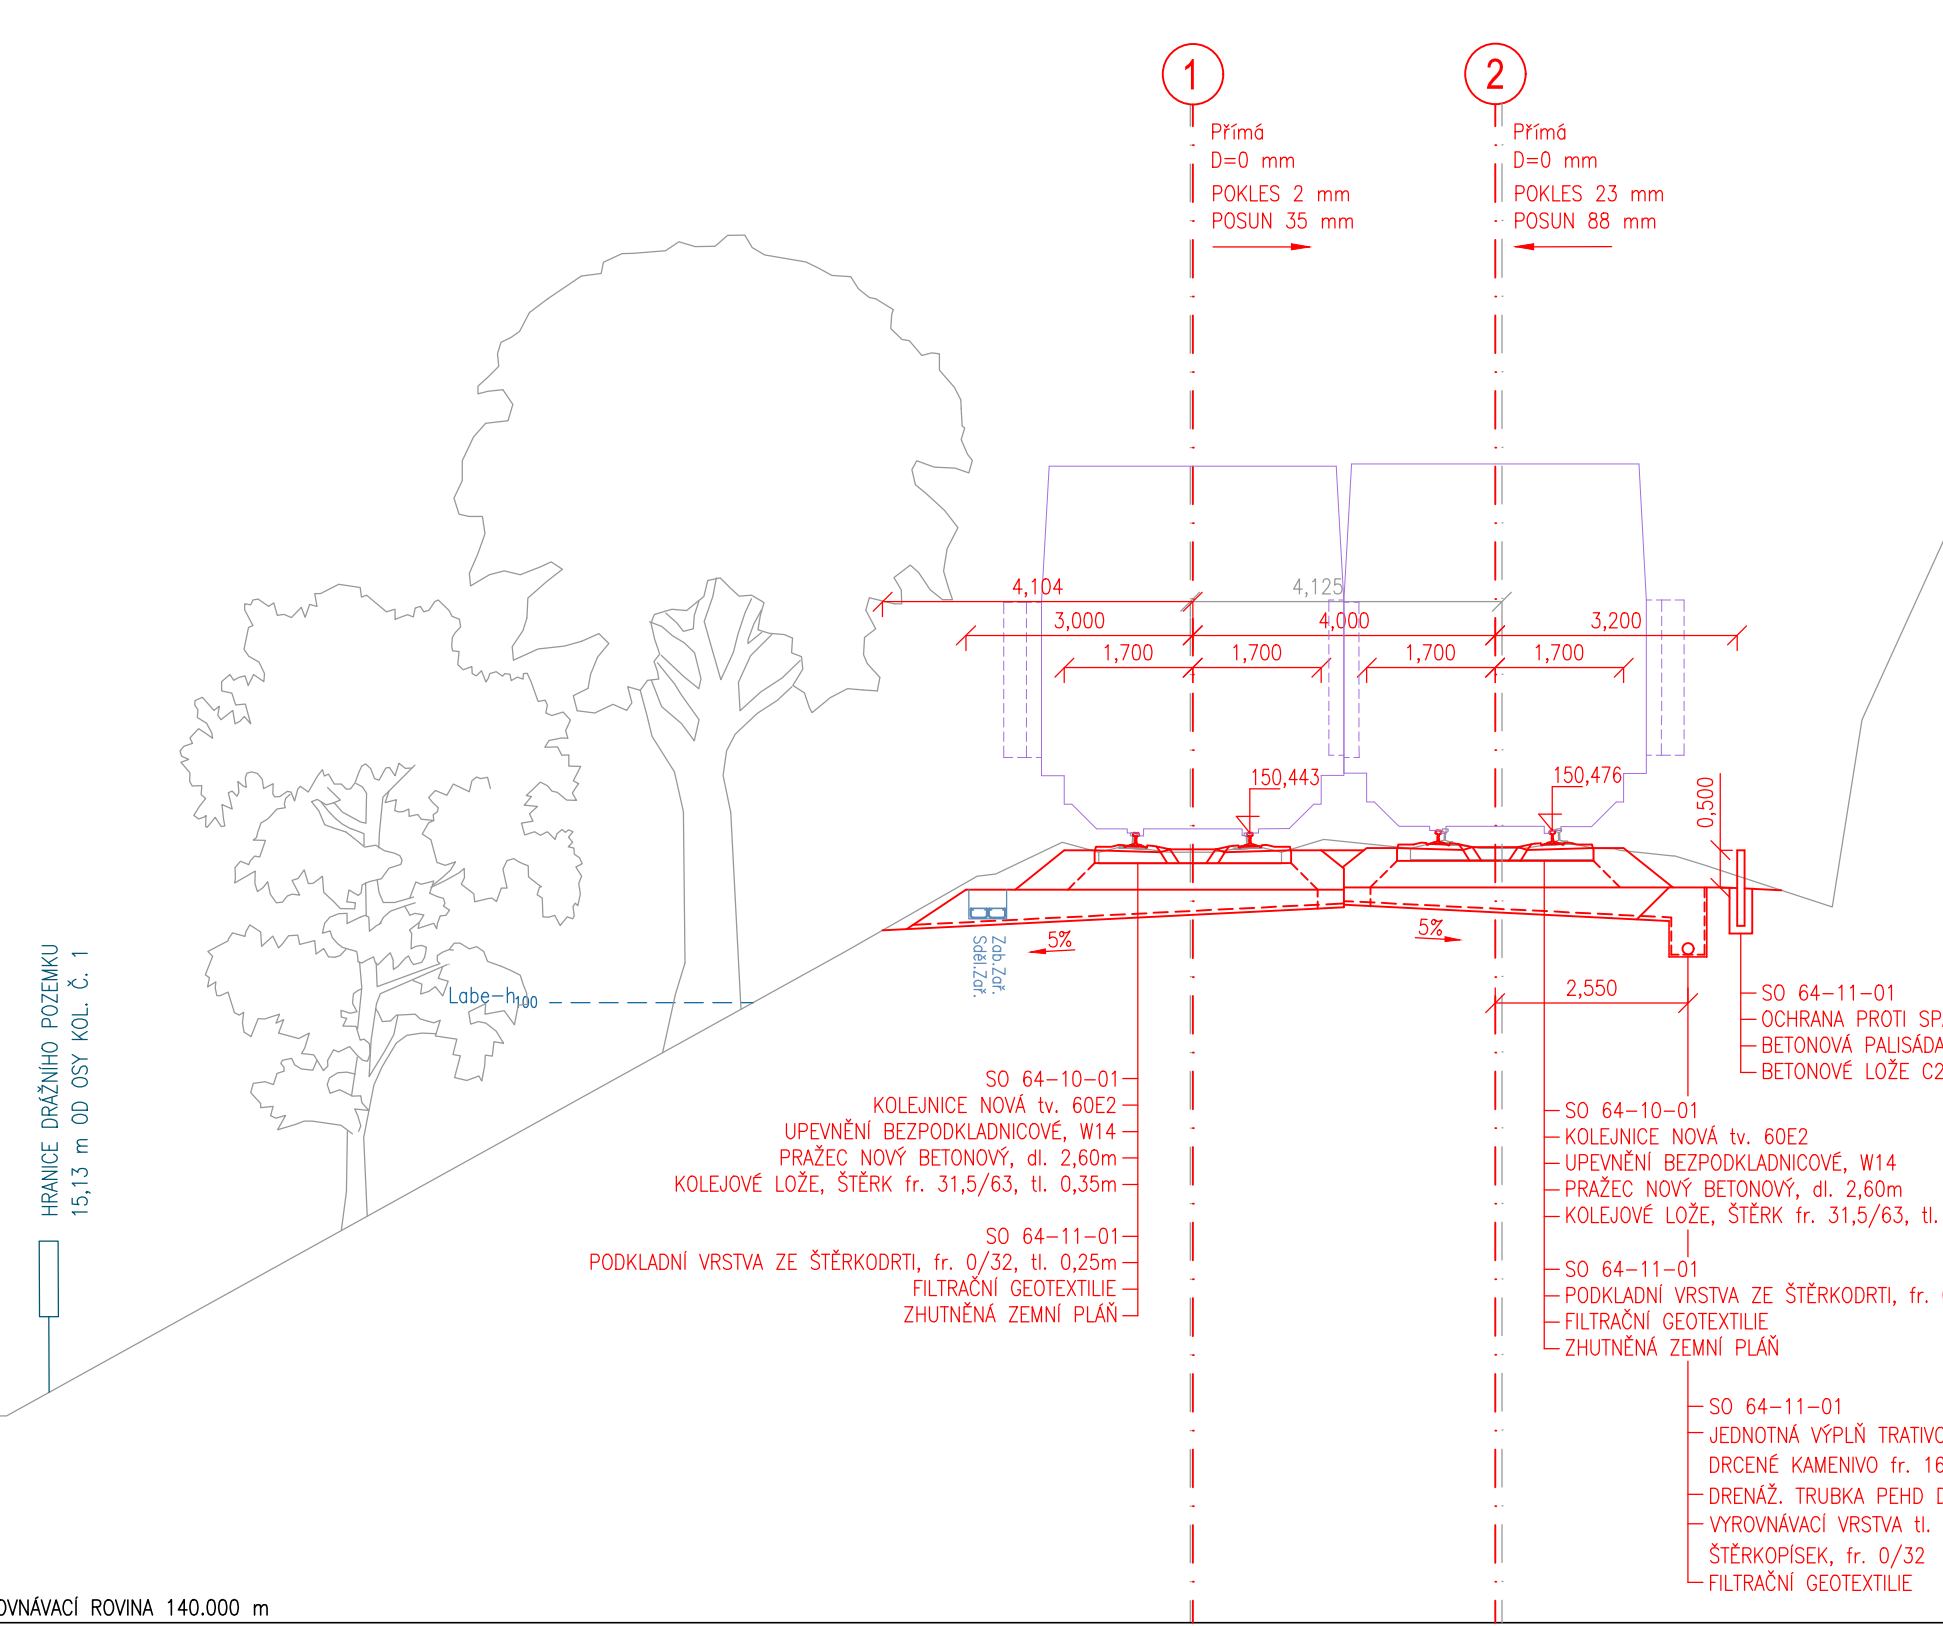 1
2
Přímá
D=0 mm
POKLES 2 mm
POSUN 35 mm
Přímá
D=0 mm
POKLES 23 mm
POSUN 88 mm
4,104
4,125
3,000
4,000
3,200
1,700
1,700
1,700
1,700
150,443
150,476
0,500
5%
5%
Zab.Zař.
Sděl.Zař.
Labe-h100
2,550
HRANICE DRÁŽNÍHO POZEMKU
15,13 m OD OSY KOL. Č. 1
SO 64-11-01
OCHRANA PROTI
BETONOVÁ PALISÁDA
BETONOVÉ LOŽE
SO 64-10-01
KOLEJNICE NOVÁ tv. 60E2
UPEVNĚNÍ BEZPODKLADNICOVÉ, W14
PRAŽEC NOVÝ BETONOVÝ, dl. 2,60m
KOLEJOVÉ LOŽE, ŠTĚRK fr. 31,5/63, tl. 0,35m
SO 64-11-01
PODKLADNÍ VRSTVA ZE ŠTĚRKODRTI, fr. 0/32, tl. 0,25m
FILTRAČNÍ GEOTEXTILIE
ZHUTNĚNÁ ZEMNÍ PLÁŇ
SO 64-10-01
KOLEJNICE NOVÁ tv. 60E2
UPEVNĚNÍ BEZPODKLADNICOVÉ, W14
PRAŽEC NOVÝ BETONOVÝ, dl. 2,60m
KOLEJOVÉ LOŽE, ŠTĚRK fr. 31,5/63, tl.
SO 64-11-01
PODKLADNÍ VRSTVA ZE ŠTĚRKODRTI, fr.
FILTRAČNÍ GEOTEXTILIE
ZHUTNĚNÁ ZEMNÍ PLÁŇ
SO 64-11-01
JEDNOTNÁ VÝPLŇ
DRCENÉ KAMENIVO fr. 16
DRENÁŽ. TRUBKA PEHD
VYROVNÁVACÍ VRSTVA tl.
ŠTĚRKOPÍSEK, fr. 0/32
FILTRAČNÍ GEOTEXTILIE
OVNÁVACÍ ROVINA 140.000 m